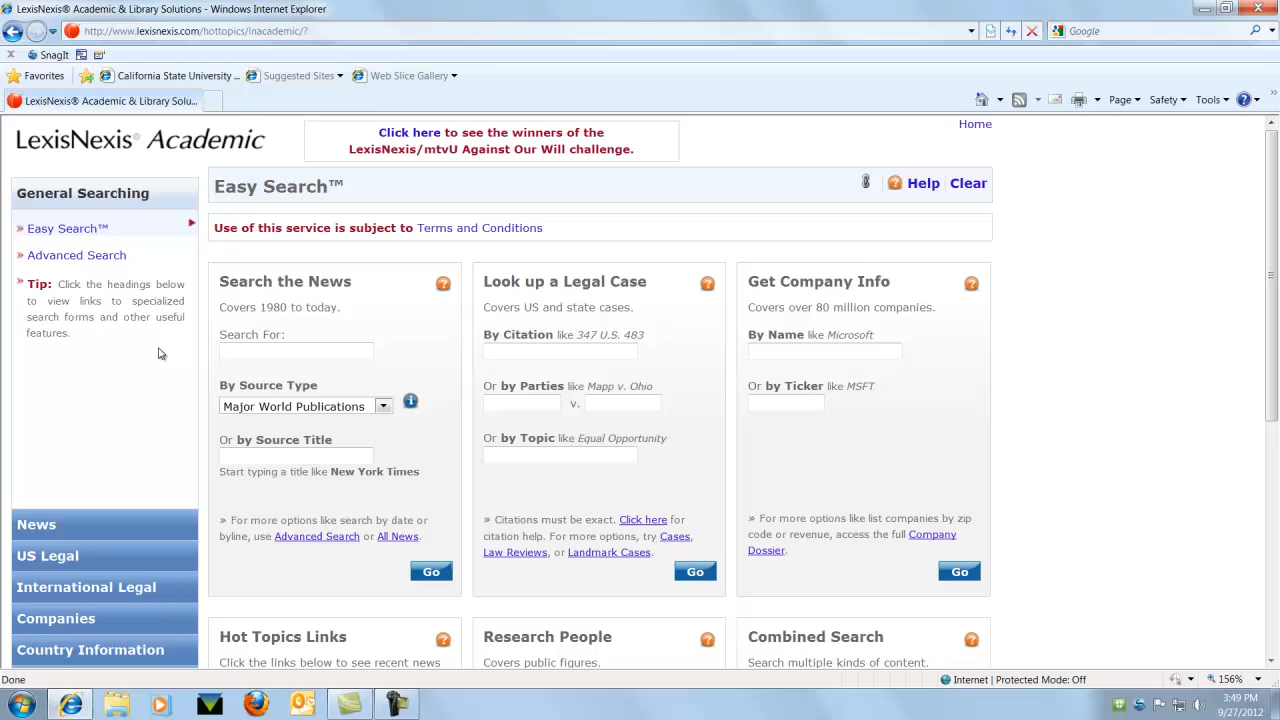 LexisNexis® Academic & Library Solutions - Windows Internet Explorer
http://www.lexisnexis.com/hottopics/lnacademic/?
Google
x SnagIt
Favorites California State University ... Suggested Sites Web Slice Gallery
LexisNexis® Academic & Library Solu...
Page Safety Tools
LexisNexis® Academic
Click here to see the winners of the
LexisNexis/mtvU Against Our Will challenge.
Home
General Searching
» Easy Search™
» Advanced Search
» Tip: Click the headings below
to view links to specialized
search forms and other useful
features.
News
US Legal
International Legal
Companies
Country Information
Easy Search™
Help Clear
Use of this service is subject to Terms and Conditions
Search the News
Covers 1980 to today.
Search For:
By Source Type
Major World Publications
Or by Source Title
Start typing a title like New York Times
» For more options like search by date or
byline, use Advanced Search or All News.
Go
Look up a Legal Case
Covers US and state cases.
By Citation like 347 U.S. 483
Or by Parties like Mapp v. Ohio
v.
Or by Topic like Equal Opportunity
» Citations must be exact. Click here for
citation help. For more options, try Cases,
Law Reviews, or Landmark Cases.
Go
Get Company Info
Covers over 80 million companies.
By Name like Microsoft
Or by Ticker like MSFT
» For more options like list companies by zip
code or revenue, access the full Company
Dossier.
Go
Hot Topics Links
Click the links below to see recent news
Research People
Covers public figures.
Combined Search
Search multiple kinds of content.
Done
Internet | Protected Mode: Off
156%
3:49 PM
9/27/2012